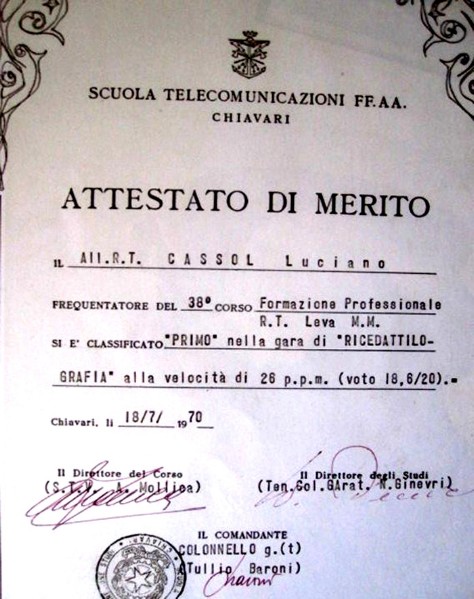 SCUOLA TELECOMUNICAZIONI FF.AA.
CHIAVARI
ATTESTATO DI MERITO
IL All.R.T. CASSOL Luciano
FREQUENTATORE DEL 38º CORSO Formazione Professionale
R.T. Leva M.M.
SI E' CLASSIFICATO "PRIMO" nella gara di "RICEDATTILO-
GRAFIA" alla velocità di 26 p.p.m. (voto 18,6/20).-
Chiavari, li 18/7/ 1970
Il Direttore del Corso
(S.T.V. A. Mollica)
Il Direttore degli Studi
(Ten.Col.GArat. N.Ginevri)
IL COMANDANTE
COLONNELLO g.(t)
(Tullio Baroni)